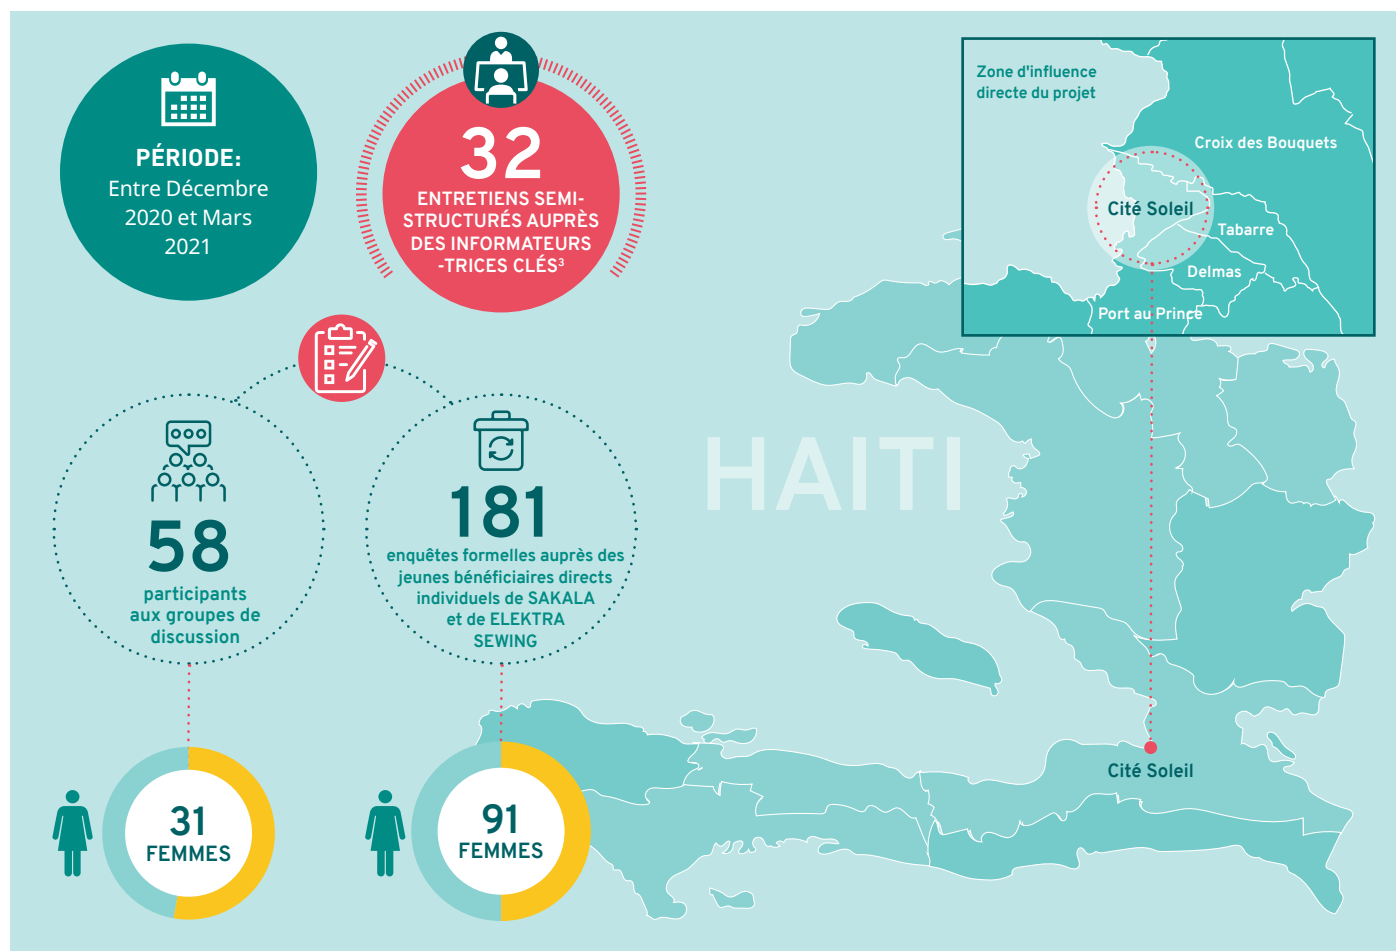 PÉRIODE:
Entre Décembre
2020 et Mars
2021
32
ENTRETIENS SEMI-
STRUCTURÉS AUPRÈS
DES INFORMATEURS
-TRICES CLÉS³
58
participants
aux groupes de
discussion
181
enquêtes formelles auprès des
jeunes bénéficiaires directs
individuels de SAKALA
et de ELEKTRA
SEWING
31
FEMMES
91
FEMMES
HAITI
Zone d'influence
directe du projet
Croix des Bouquets
Cité Soleil
Tabarre
Delmas
Port au Prince
Cité Soleil